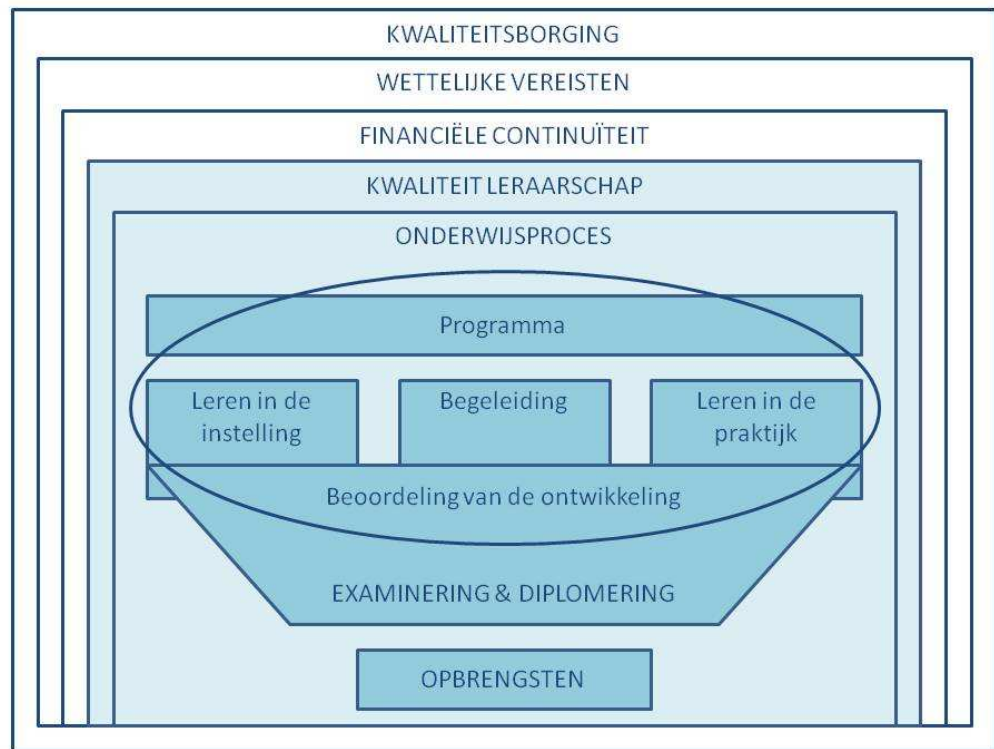 KWALITEITSBORGING
WETTELIJKE VEREISTEN
FINANCIËLE CONTINUÏTEIT
KWALITEIT LERAARSCHAP
ONDERWIJSPROCES
Programma
Leren in de
instelling
Begeleiding
Leren in de
praktijk
Beoordeling van de ontwikkeling
EXAMINERING & DIPLOMERING
OPBRENGSTEN